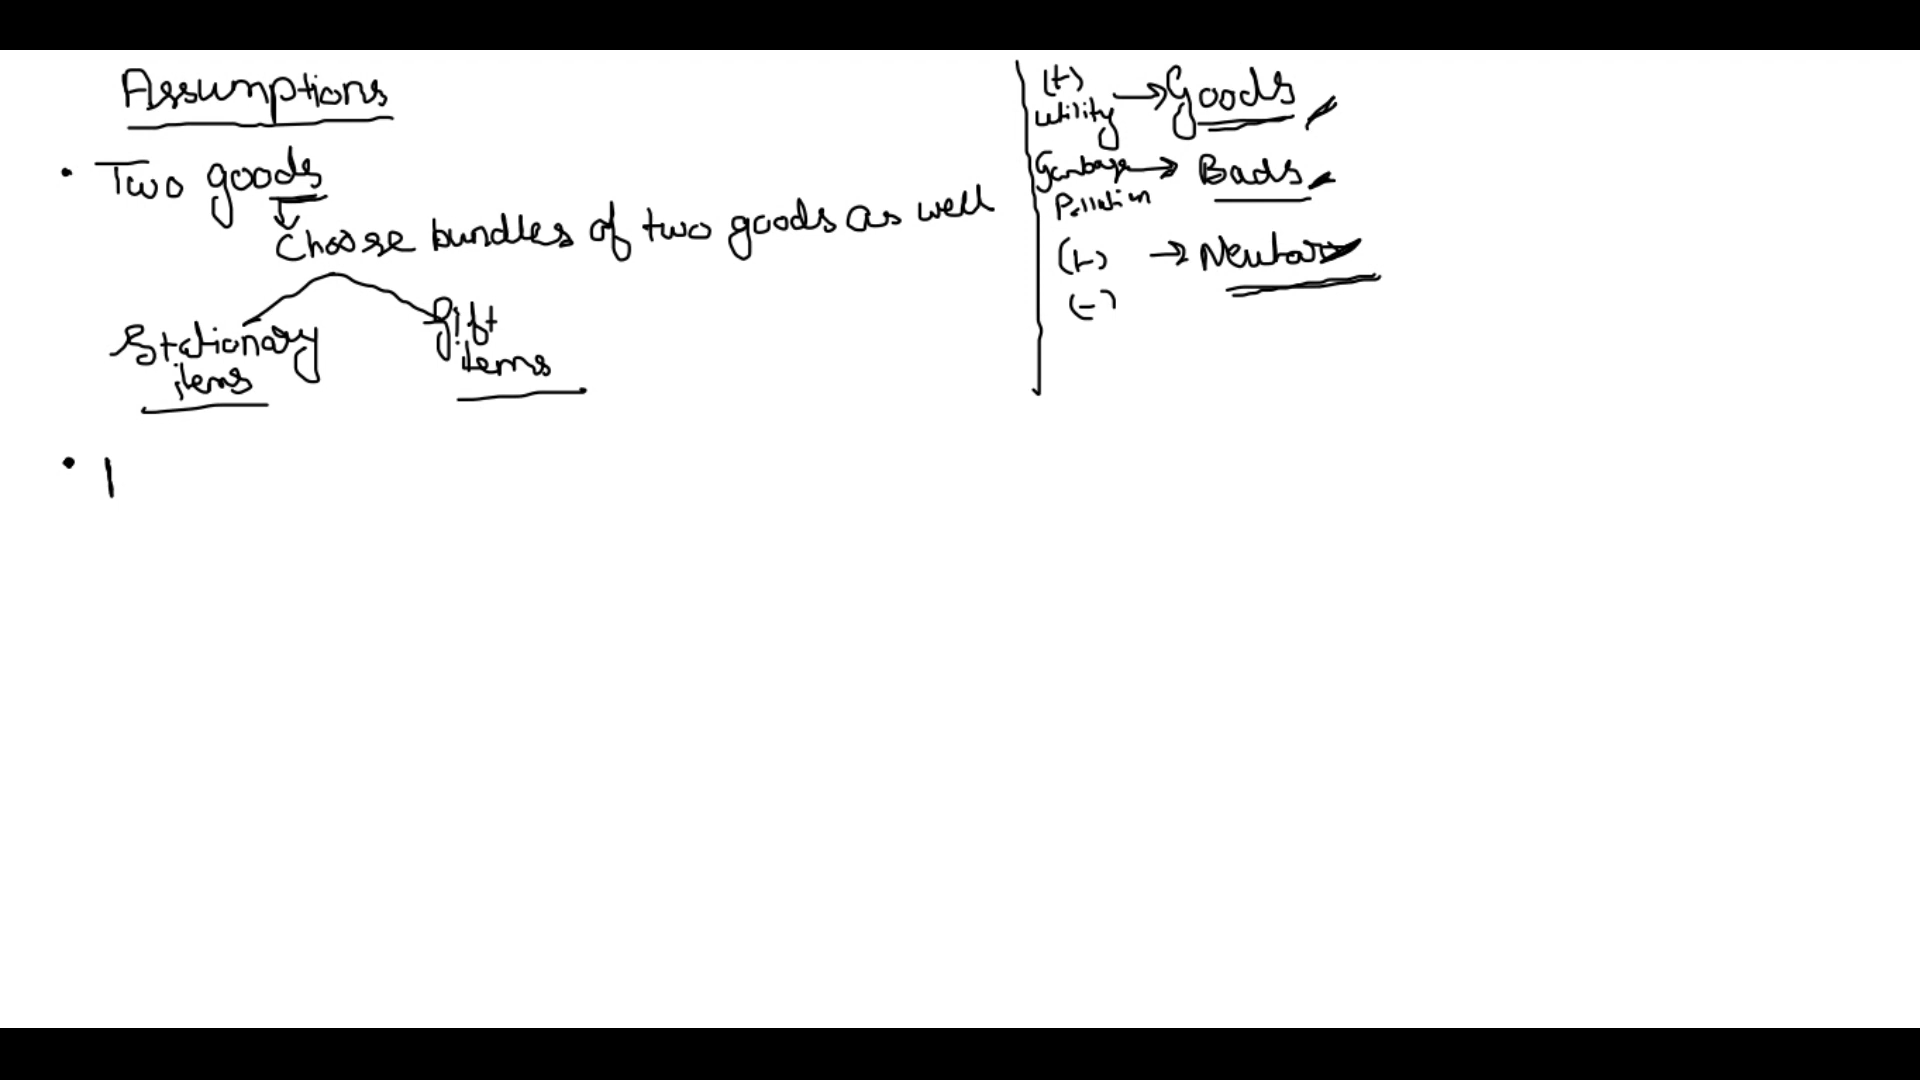 Assumptions
• Two goods
Choose bundles of two goods as well
Stationary
items
Gift
items
•
(+)
utility → Goods
Garbage → Bads
Pollution
(+) →
(-)